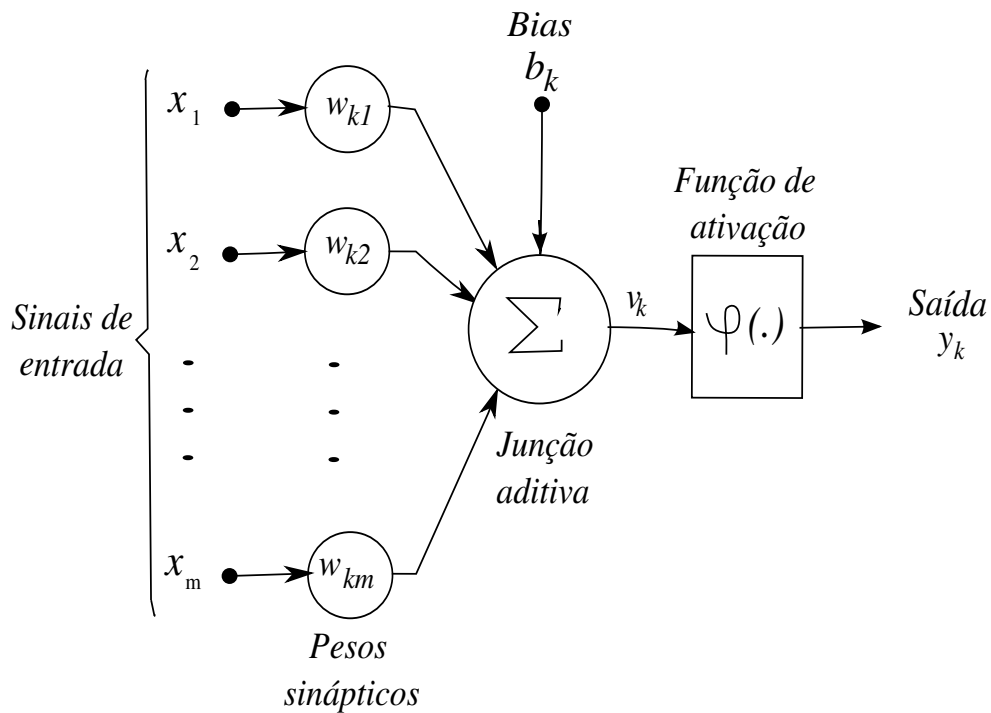 Bias
b_k
x_1
w_k1
Função de
ativação
x_2
w_k2
Sinais de
entrada
Σ
v_k
φ(.)
Saída
y_k
Junção
aditiva
x_m
w_km
Pesos
sinápticos